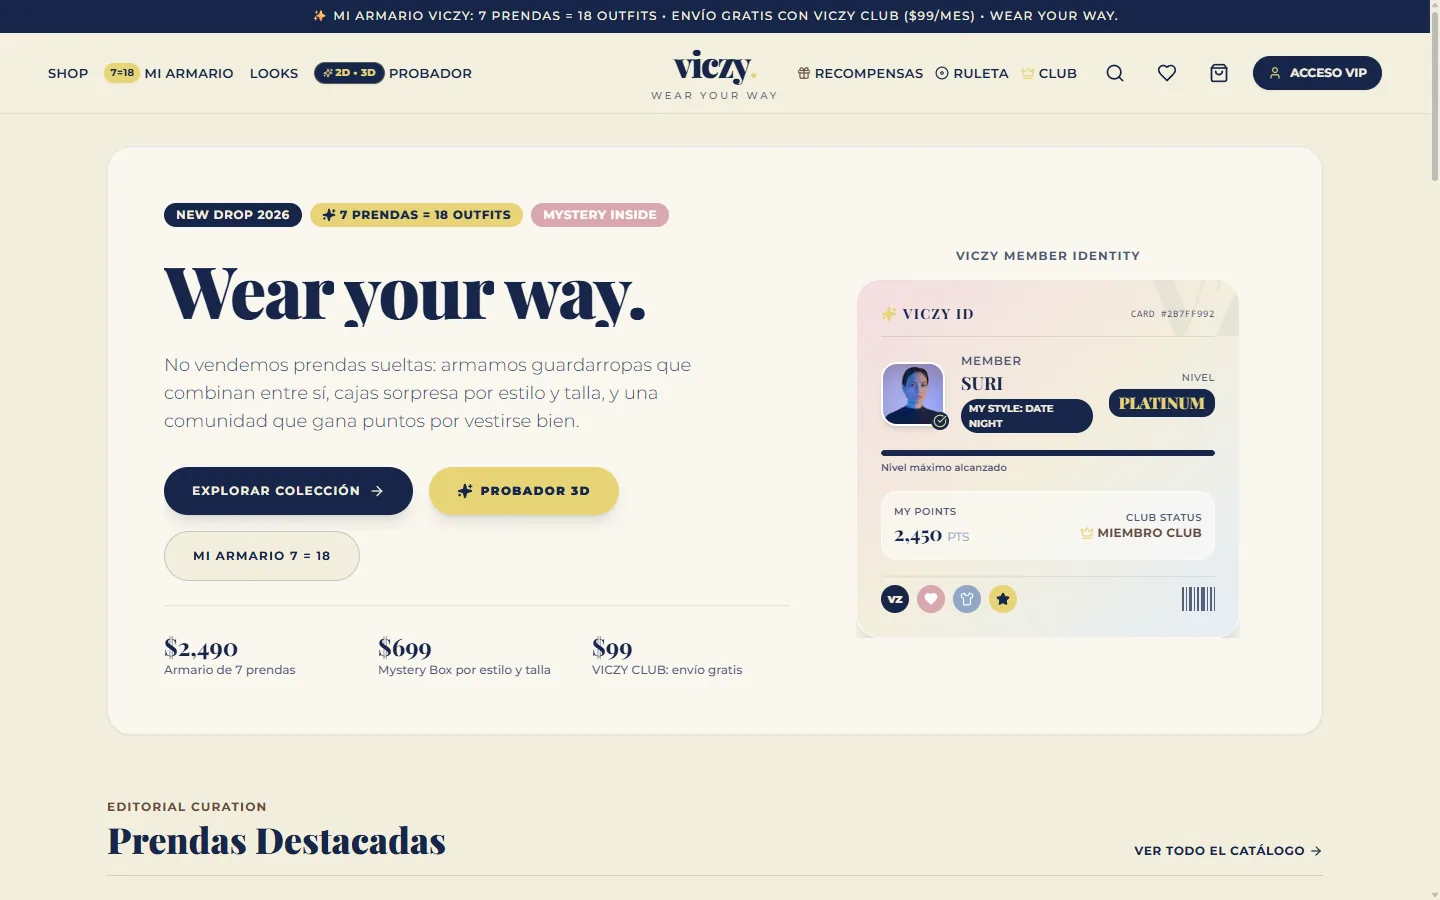 ✨ MI ARMARIO VICZY: 7 PRENDAS = 18 OUTFITS • ENVÍO GRATIS CON VICZY CLUB ($99/MES) • WEAR YOUR WAY.
SHOP 7=18 MI ARMARIO LOOKS 2D • 3D PROBADOR
viczy.
WEAR YOUR WAY
RECOMPENSAS RULETA CLUB ACCESO VIP
NEW DROP 2026 7 PRENDAS = 18 OUTFITS MYSTERY INSIDE
Wear your way.
No vendemos prendas sueltas: armamos guardarropas que
combinan entre sí, cajas sorpresa por estilo y talla, y una
comunidad que gana puntos por vestirse bien.
EXPLORAR COLECCIÓN → PROBADOR 3D
MI ARMARIO 7 = 18
$2,490
Armario de 7 prendas
$699
Mystery Box por estilo y talla
$99
VICZY CLUB: envío gratis
VICZY MEMBER IDENTITY
✨ VICZY ID
CARD #2B7FF992
MEMBER
SURI
MY STYLE: DATE
NIGHT
NIVEL
PLATINUM
Nivel máximo alcanzado
MY POINTS
2,450 PTS
CLUB STATUS
MIEMBRO CLUB
VZ
EDITORIAL CURATION
Prendas Destacadas
VER TODO EL CATÁLOGO →